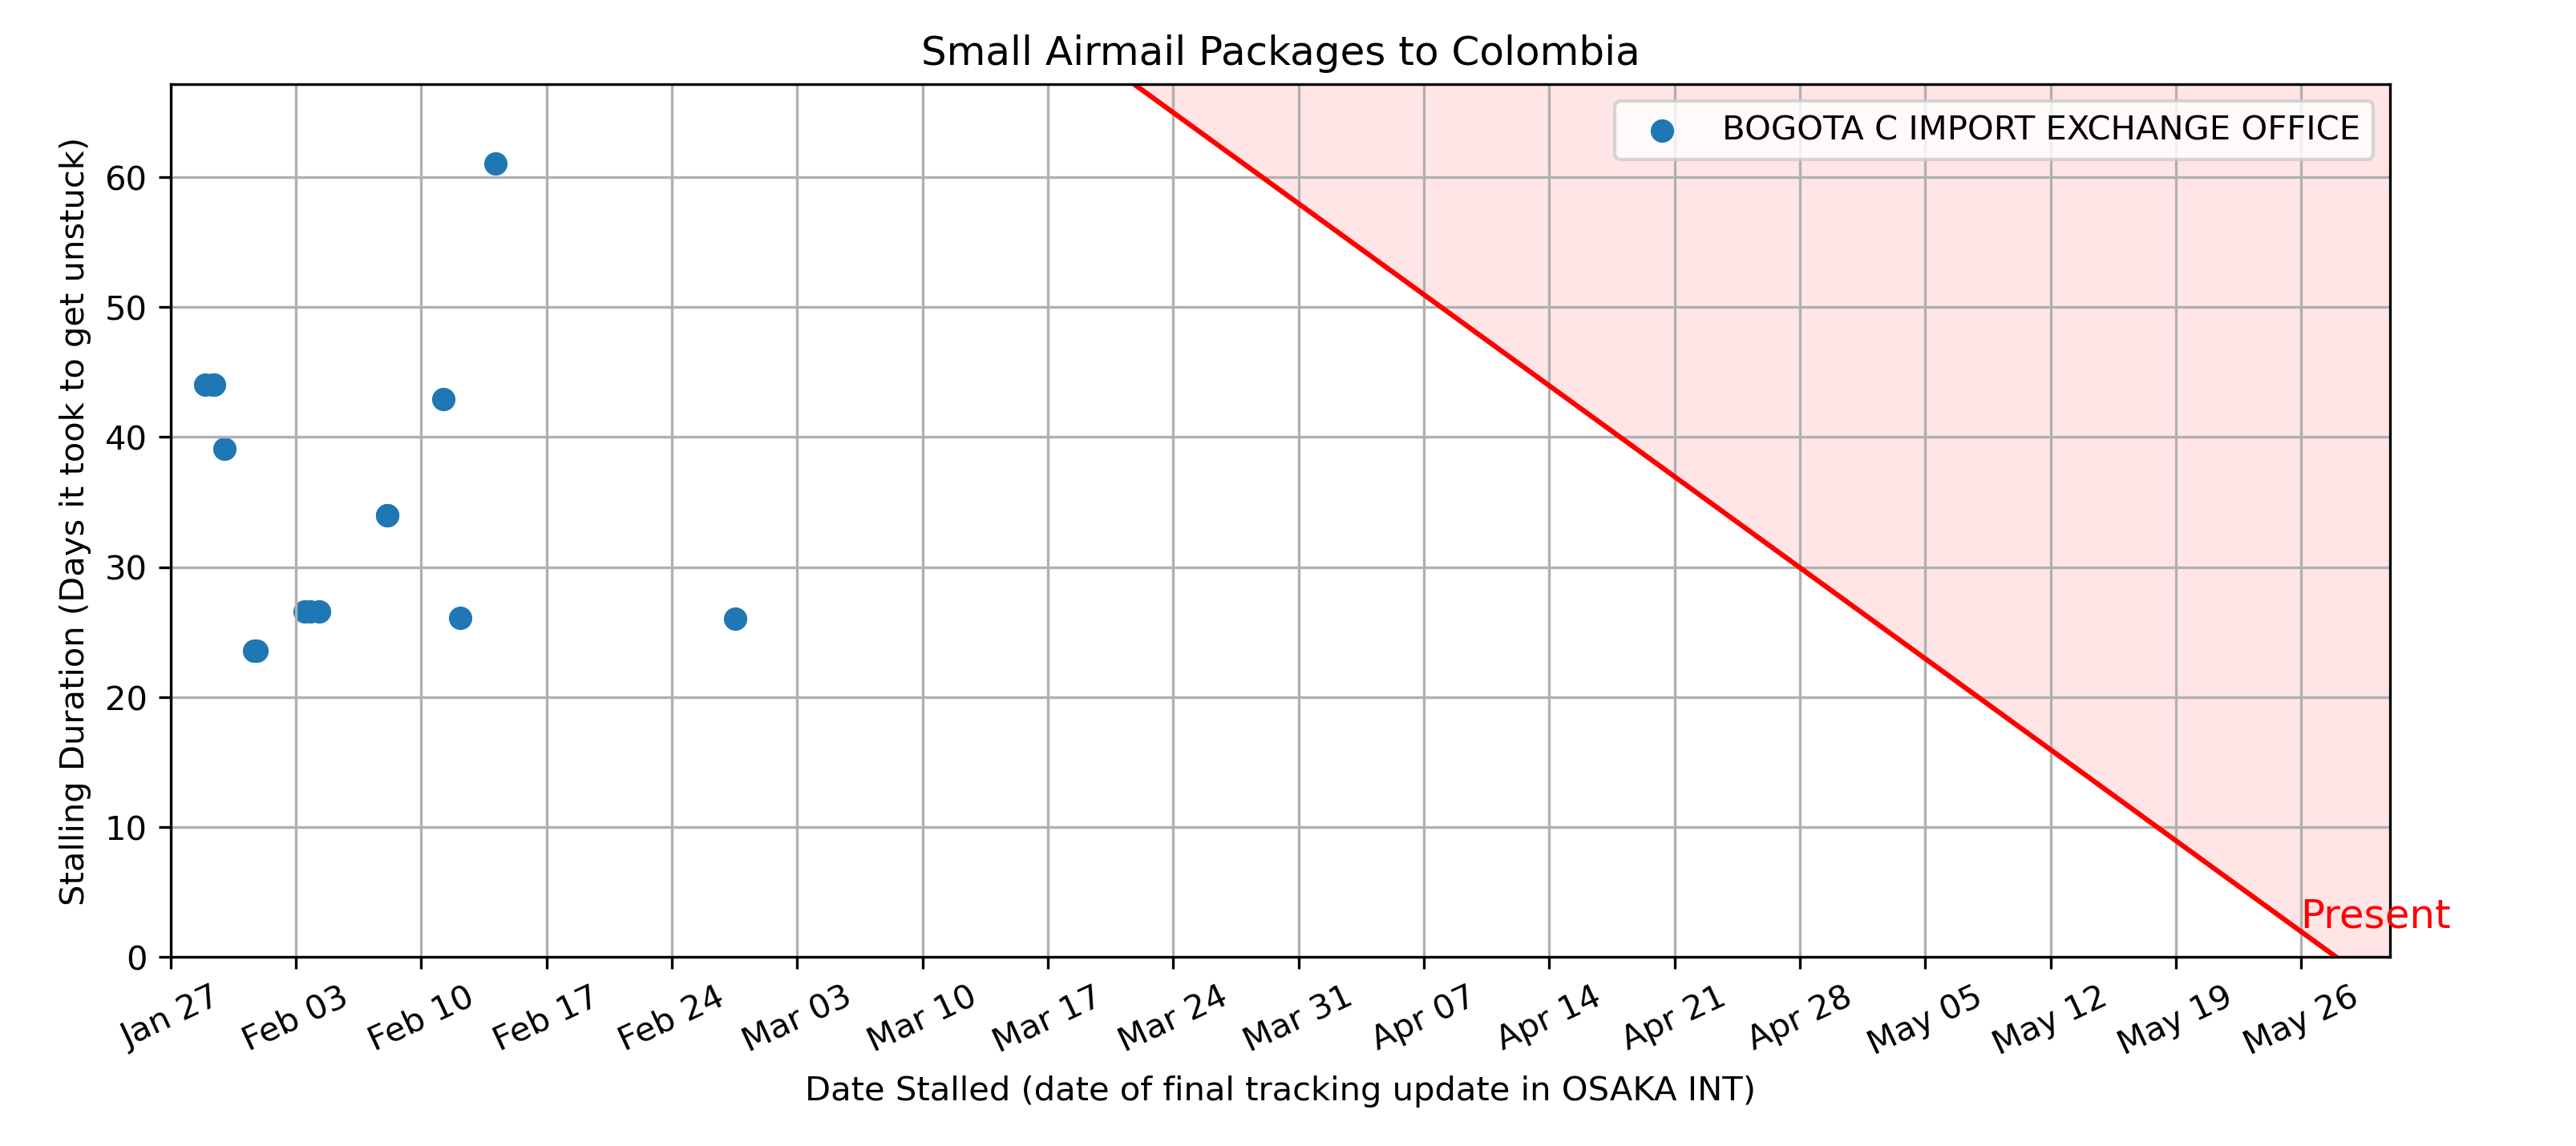 Small Airmail Packages to Colombia
BOGOTA C IMPORT EXCHANGE OFFICE
Stalling Duration (Days it took to get unstuck)
60
50
40
30
20
10
0
Present
Jan 27
Feb 03
Feb 10
Feb 17
Feb 24
Mar 03
Mar 10
Mar 17
Mar 24
Mar 31
Apr 07
Apr 14
Apr 21
Apr 28
May 05
May 12
May 19
May 26
Date Stalled (date of final tracking update in OSAKA INT)